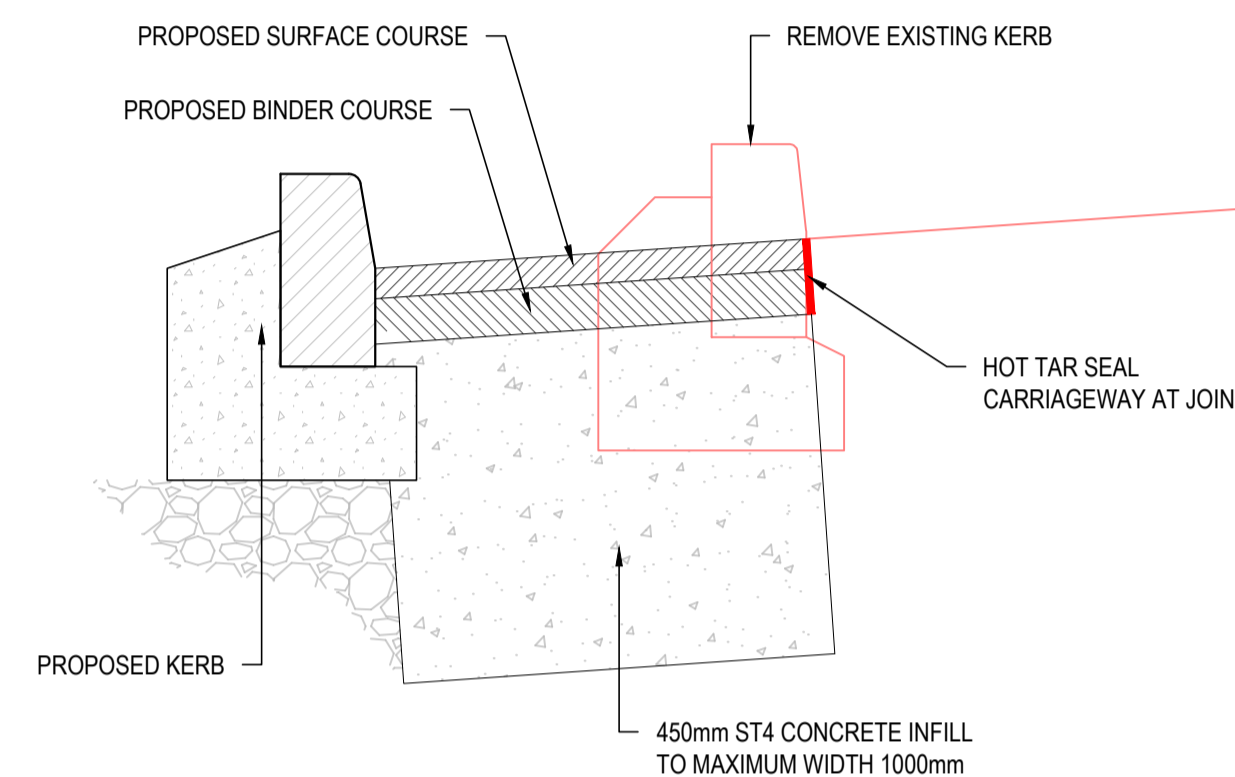 PROPOSED SURFACE COURSE
REMOVE EXISTING KERB
PROPOSED BINDER COURSE
HOT TAR SEAL
CARRIAGEWAY AT JOIN
PROPOSED KERB
450mm ST4 CONCRETE INFILL
TO MAXIMUM WIDTH 1000mm